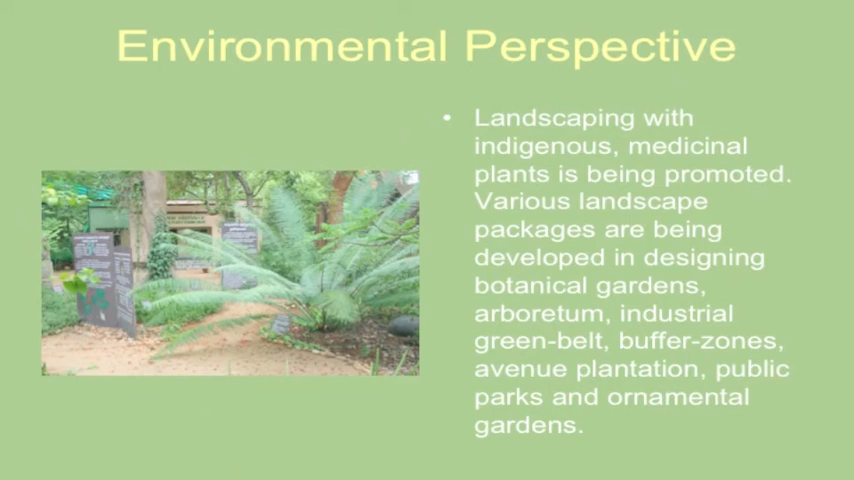 Environmental Perspective
• Landscaping with
indigenous, medicinal
plants is being promoted.
Various landscape
packages are being
developed in designing
botanical gardens,
arboretum, industrial
green-belt, buffer-zones,
avenue plantation, public
parks and ornamental
gardens.